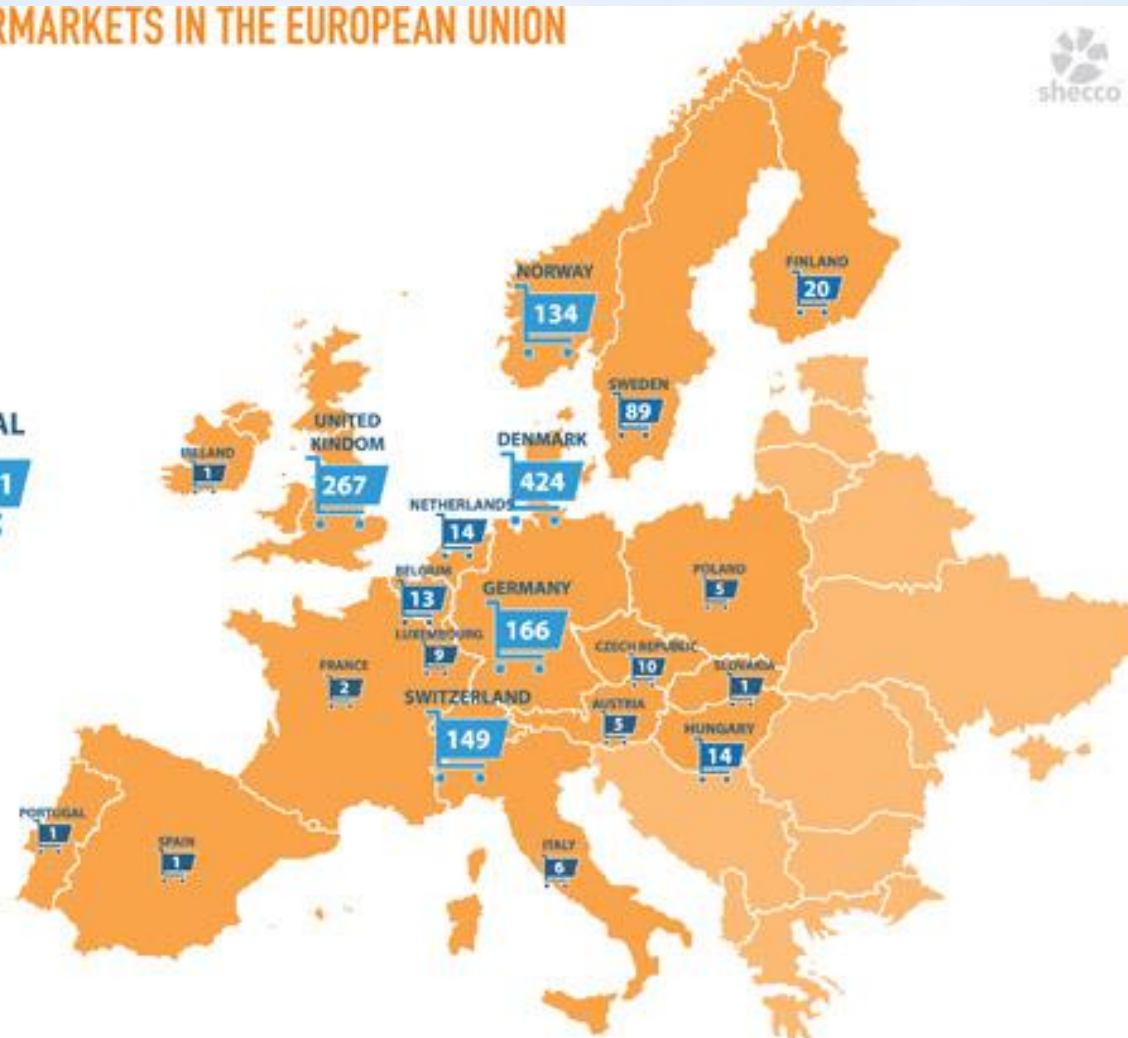 RMARKETS IN THE EUROPEAN UNION
shecco
NORWAY
134
FINLAND
20
SWEDEN
89
AL
1
UNITED
KINDOM
267
IRELAND
1
DENMARK
424
NETHERLANDS
14
BELGIUM
13
GERMANY
166
POLAND
5
LUXEMBOURG
9
CZECH REPUBLIC
10
SLOVAKIA
1
FRANCE
2
SWITZERLAND
149
AUSTRIA
5
HUNGARY
14
PORTUGAL
1
SPAIN
1
ITALY
6